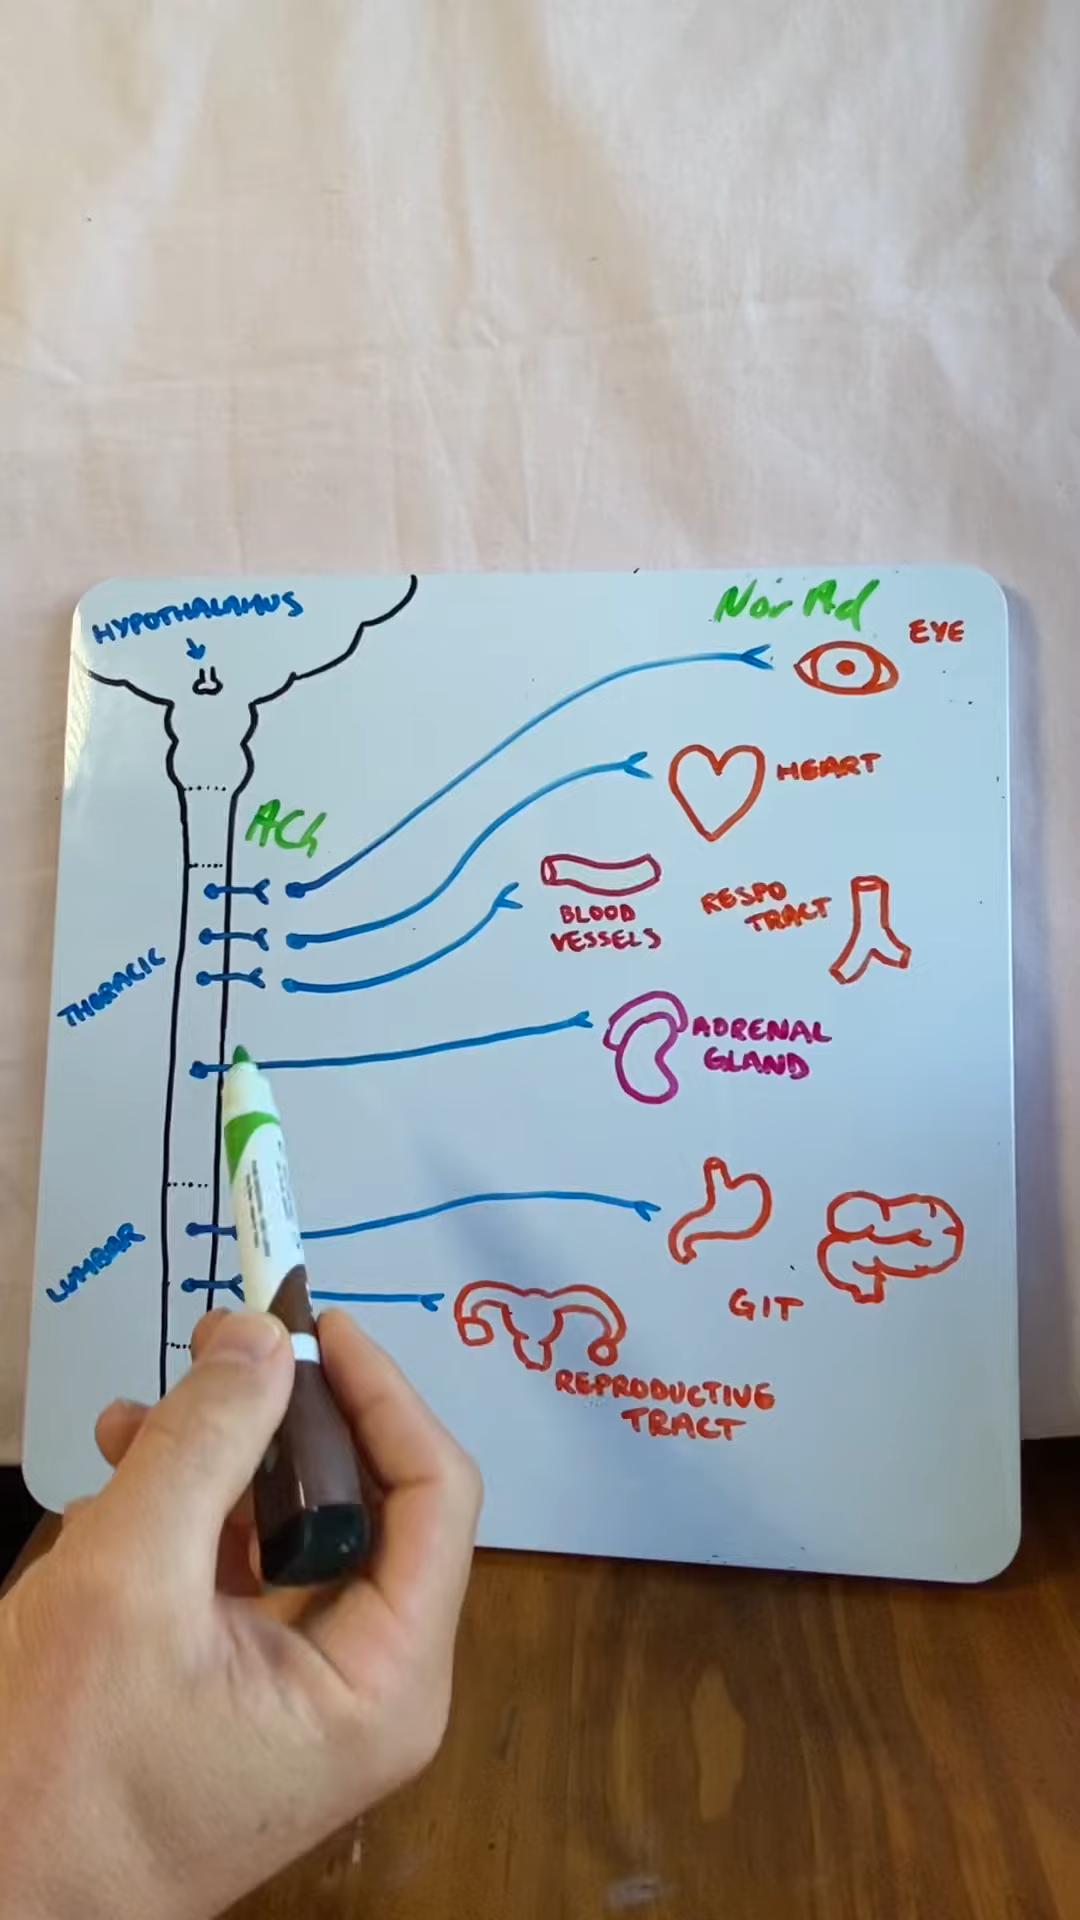 HYPOTHALAMUS
Nor Ad
EYE
HEART
ACh
BLOOD
VESSELS
RESPO
TRACT
THORACIC
ADRENAL
GLAND
LUMBAR
GIT
REPRODUCTIVE
TRACT